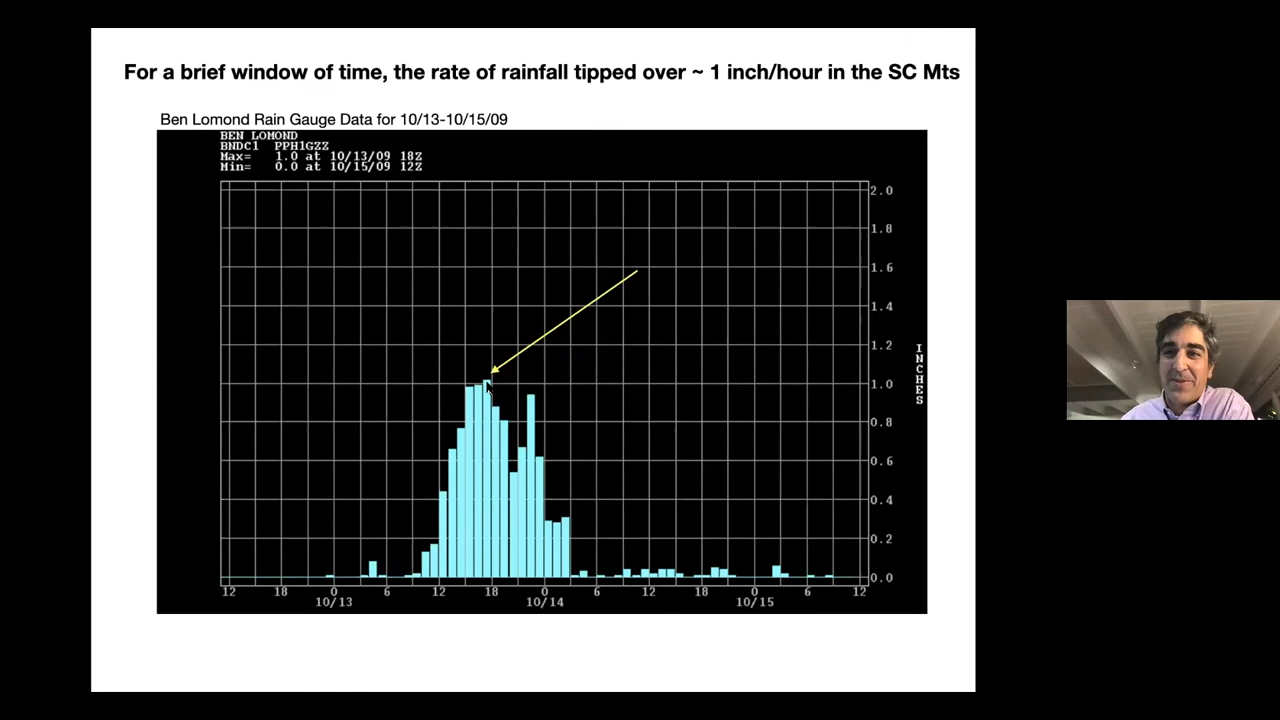 For a brief window of time, the rate of rainfall tipped over ~ 1 inch/hour in the SC Mts
Ben Lomond Rain Gauge Data for 10/13-10/15/09
BEN LOMOND
BNDC1 PPH1GZZ
Max= 1.0 at 10/13/09 18Z
Min= 0.0 at 10/15/09 12Z
2.0
1.8
1.6
1.4
1.2
1.0
0.8
0.6
0.4
0.2
0.0
INCHES
12 18 0 6 12 18 0 6 12 18 0 6 12
10/13 10/14 10/15